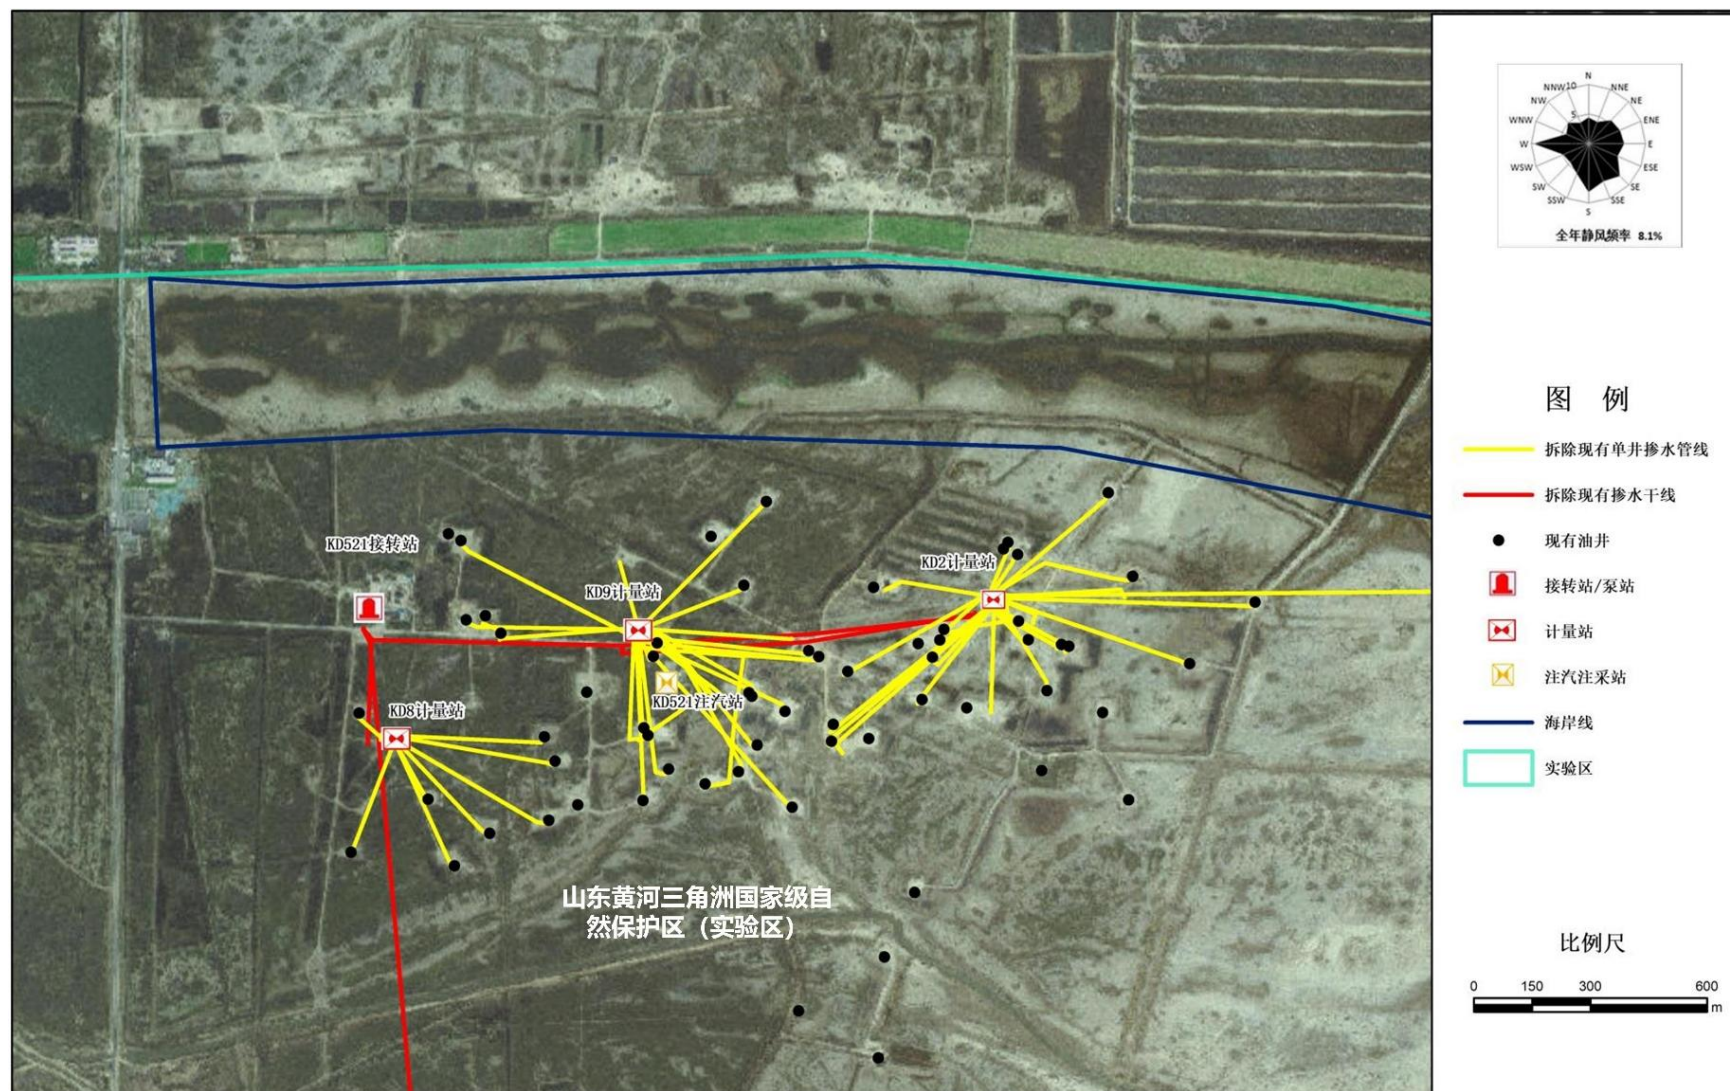 KD521接转站
KD9计量站
KD2计量站
KD521注汽站
KD8计量站
山东黄河三角洲国家级自
然保护区（实验区）
N
NNE
NE
ENE
E
ESE
SE
SSE
S
SSW
SW
WSW
W
WNW
NW
NNW
10
5
全年静风频率 8.1%
图 例
拆除现有单井掺水管线
拆除现有掺水干线
现有油井
接转站/泵站
计量站
注汽注采站
海岸线
实验区
比例尺
0 150 300 600
m